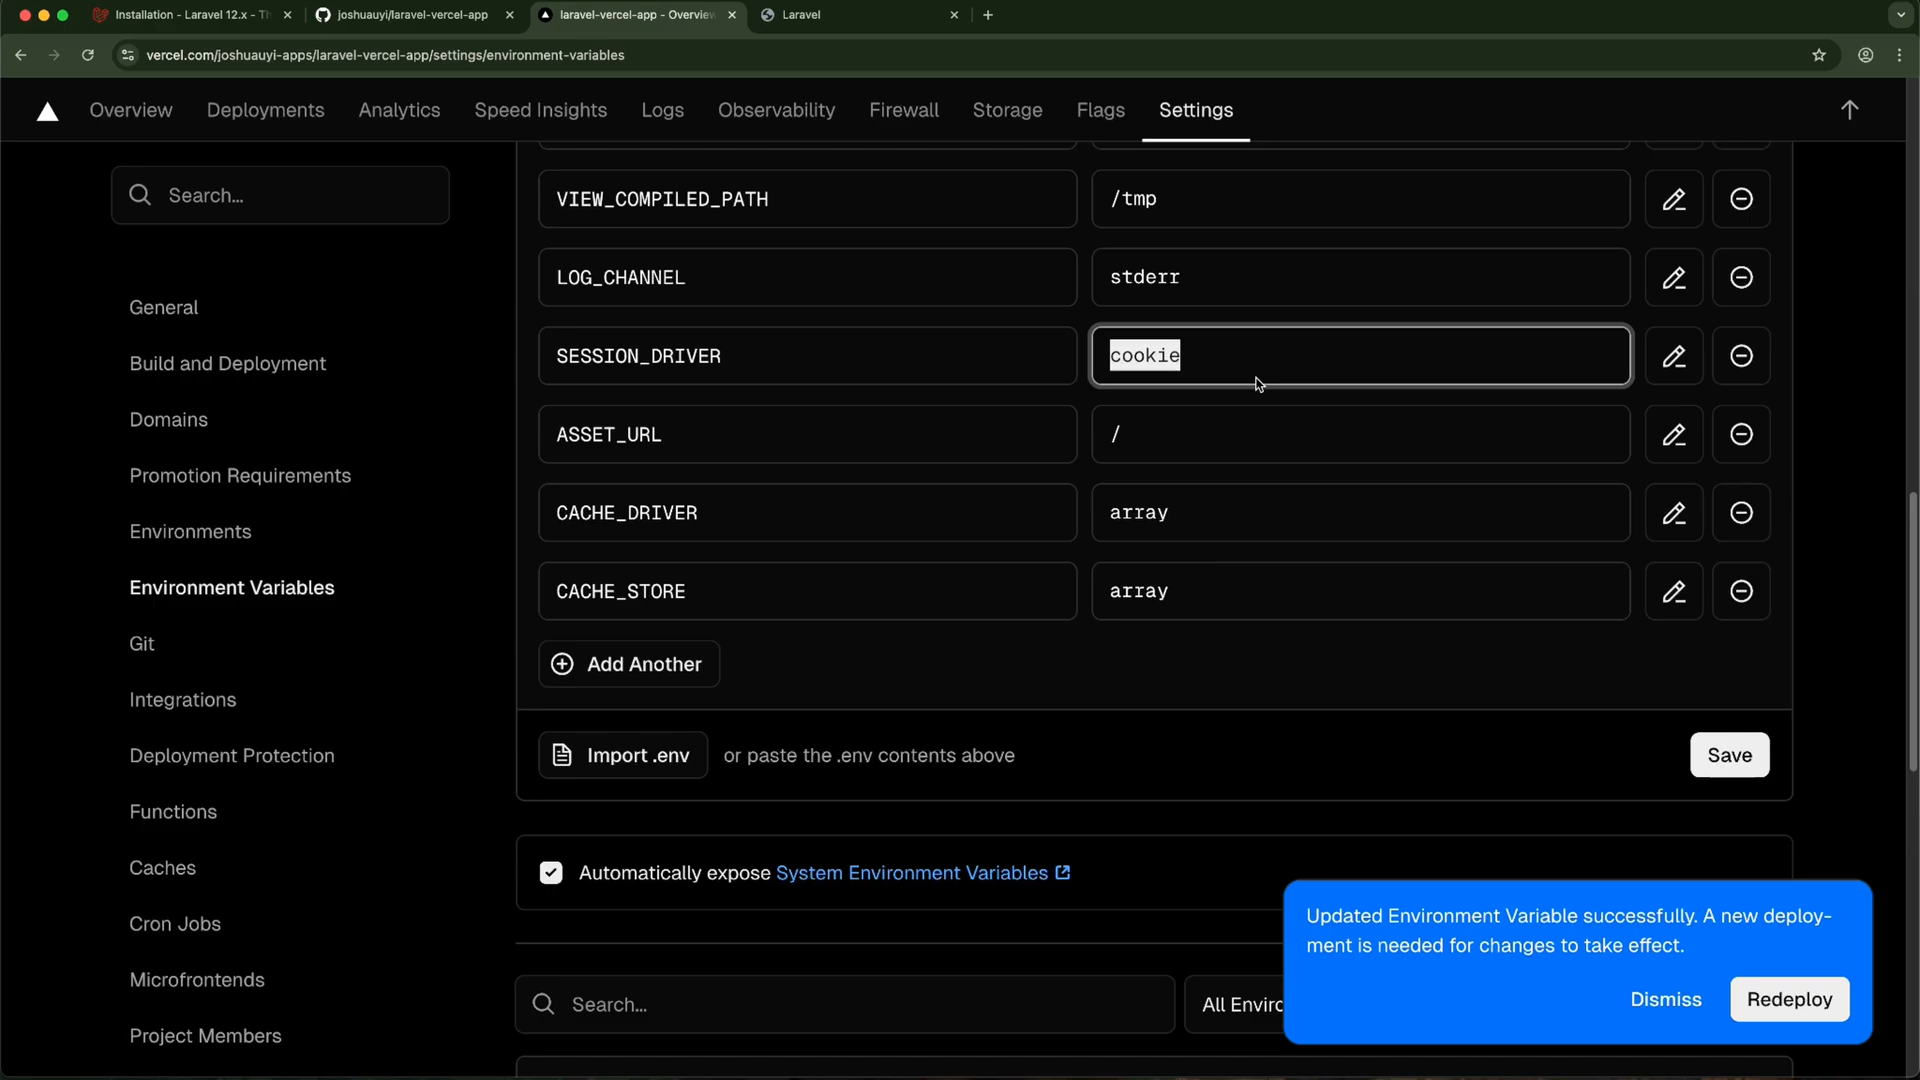 Installation - Laravel 12.x - Th
joshuauyi/laravel-vercel-app
laravel-vercel-app - Overview
Laravel
vercel.com/joshuauyi-apps/laravel-vercel-app/settings/environment-variables
Overview
Deployments
Analytics
Speed Insights
Logs
Observability
Firewall
Storage
Flags
Settings
Search...
General
Build and Deployment
Domains
Promotion Requirements
Environments
Environment Variables
Git
Integrations
Deployment Protection
Functions
Caches
Cron Jobs
Microfrontends
Project Members
VIEW_COMPILED_PATH
/tmp
LOG_CHANNEL
stderr
SESSION_DRIVER
cookie
ASSET_URL
/
CACHE_DRIVER
array
CACHE_STORE
array
Add Another
Import .env
or paste the .env contents above
Save
Automatically expose System Environment Variables
Search...
All Enviro
Updated Environment Variable successfully. A new deploy-
ment is needed for changes to take effect.
Dismiss
Redeploy